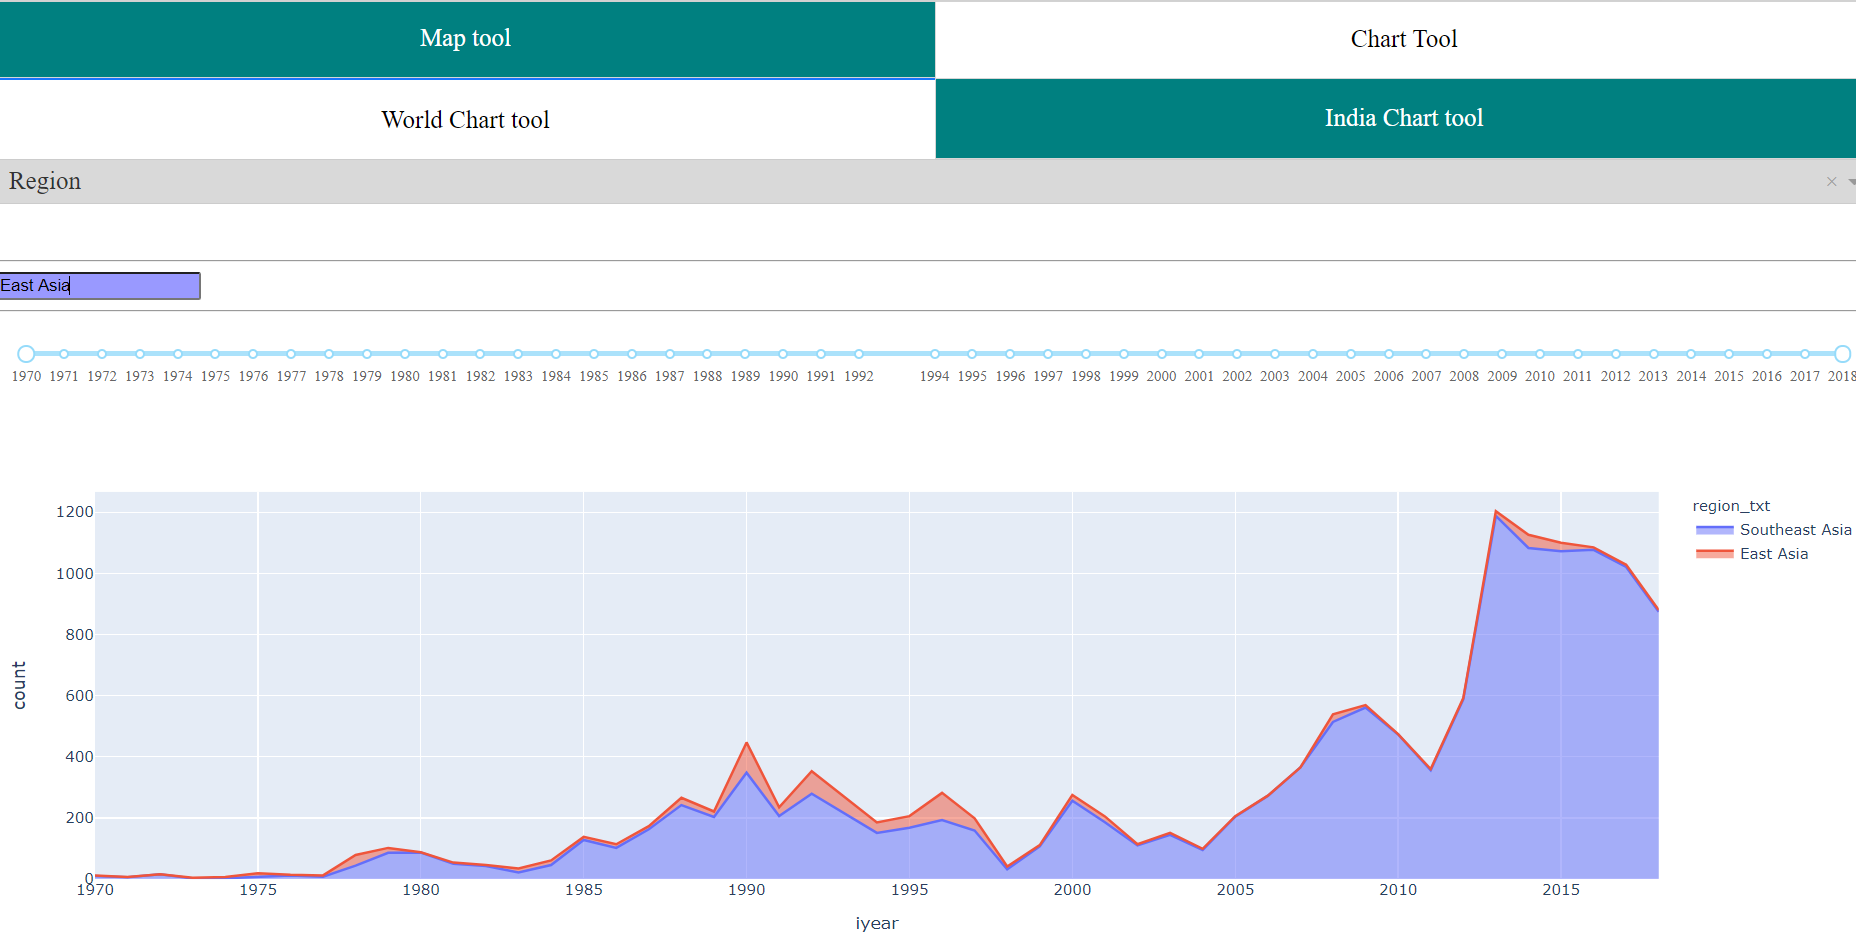 Map tool
Chart Tool
World Chart tool
India Chart tool
Region
×
East Asia
1970 1971 1972 1973 1974 1975 1976 1977 1978 1979 1980 1981 1982 1983 1984 1985 1986 1987 1988 1989 1990 1991 1992 1994 1995 1996 1997 1998 1999 2000 2001 2002 2003 2004 2005 2006 2007 2008 2009 2010 2011 2012 2013 2014 2015 2016 2017 2018
1200
1000
800
600
400
200
0
count
1970 1975 1980 1985 1990 1995 2000 2005 2010 2015
iyear
region_txt
Southeast Asia
East Asia